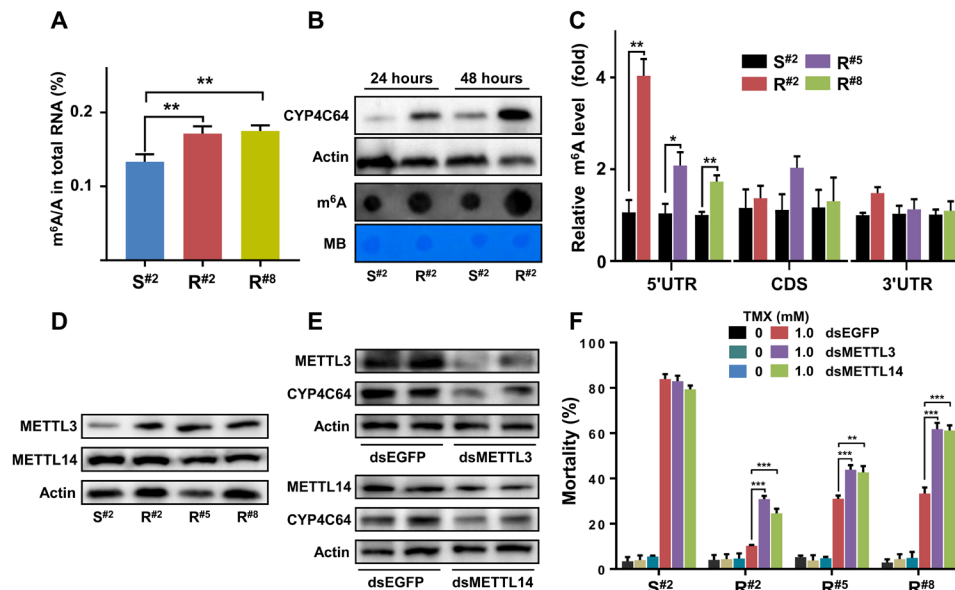 A
m⁶A/A in total RNA (%)
0.2
0.1
**
**
S#2
R#2
R#8
B
24 hours
48 hours
CYP4C64
Actin
m⁶A
MB
S#2
R#2
S#2
R#2
C
Relative m⁶A level (fold)
4
2
0
S#2
R#5
R#2
R#8
**
*
**
5'UTR
CDS
3'UTR
D
METTL3
METTL14
Actin
S#2
R#2
R#5
R#8
E
METTL3
CYP4C64
Actin
dsEGFP
dsMETTL3
METTL14
CYP4C64
Actin
dsEGFP
dsMETTL14
F
TMX (mM)
0 1.0 dsEGFP
0 1.0 dsMETTL3
0 1.0 dsMETTL14
Mortality (%)
80
60
40
20
0
***
***
**
***
***
***
S#2
R#2
R#5
R#8